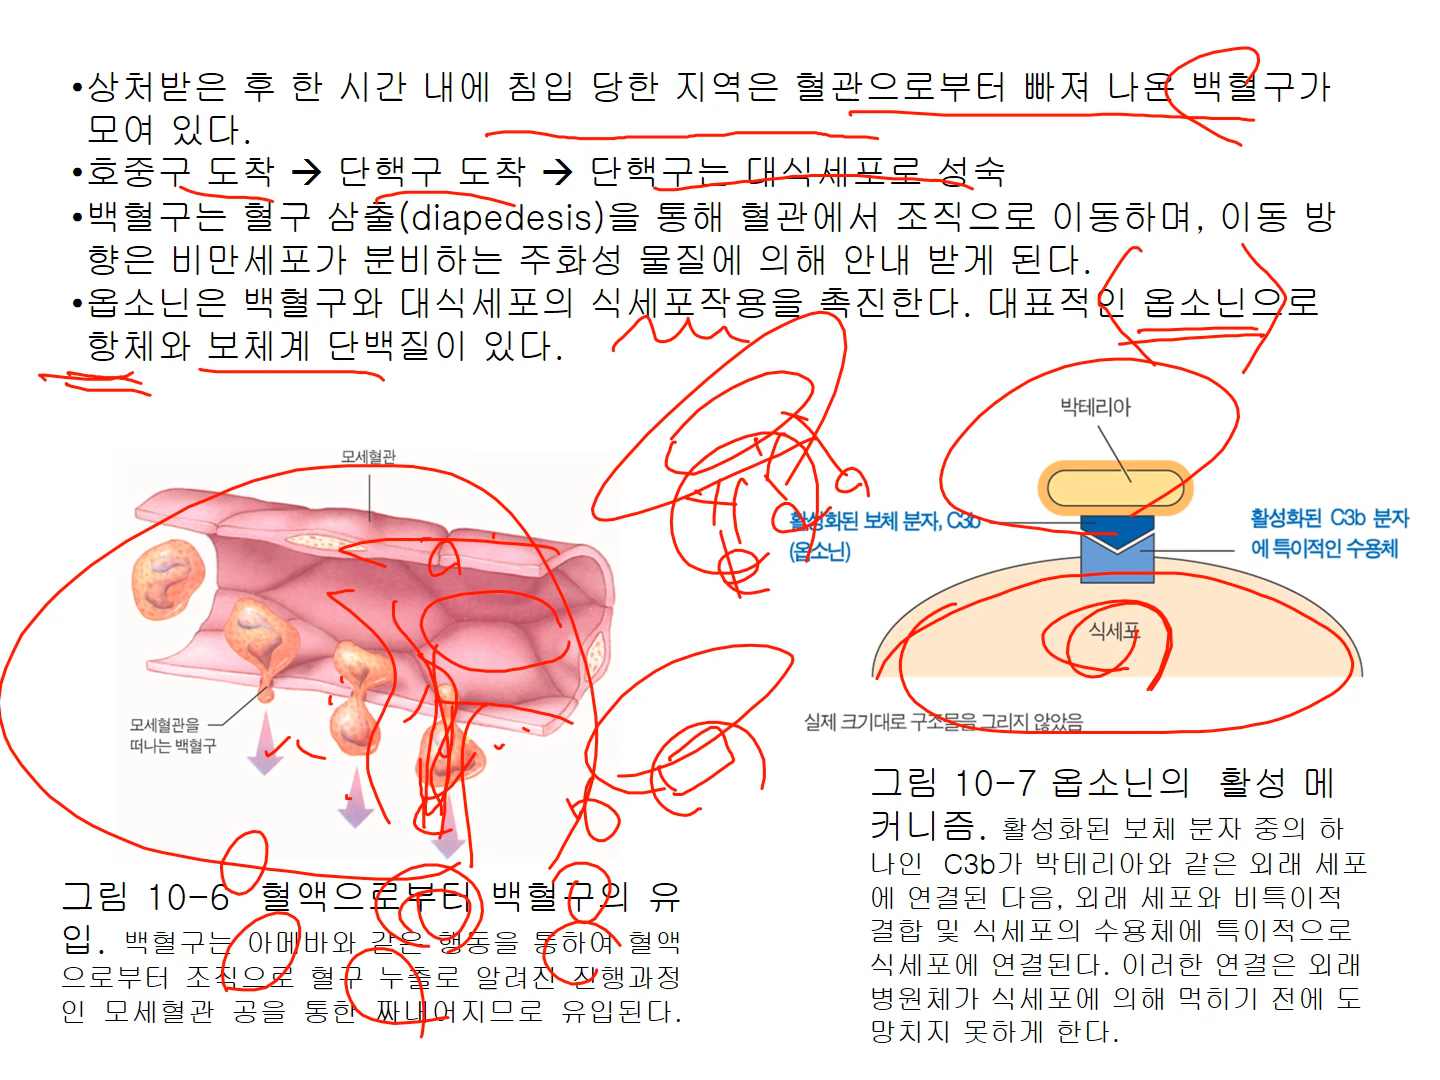 •상처받은 후 한 시간 내에 침입 당한 지역은 혈관으로부터 빠져 나온 백혈구가
모여 있다.
•호중구 도착 → 단핵구 도착 → 단핵구는 대식세포로 성숙
•백혈구는 혈구 삼출(diapedesis)을 통해 혈관에서 조직으로 이동하며, 이동 방
향은 비만세포가 분비하는 주화성 물질에 의해 안내 받게 된다.
•옵소닌은 백혈구와 대식세포의 식세포작용을 촉진한다. 대표적인 옵소닌으로
항체와 보체계 단백질이 있다.
모세혈관
모세혈관을
떠나는 백혈구
그림 10-6 혈액으로부터 백혈구의 유
입. 백혈구는 아메바와 같은 행동을 통하여 혈액
으로부터 조직으로 혈구 누출로 알려진 진행과정
인 모세혈관 공을 통한 짜내어지므로 유입된다.
박테리아
활성화된 보체 분자, C3b
(옵소닌)
활성화된 C3b 분자
에 특이적인 수용체
식세포
실제 크기대로 구조물을 그리지 않았음
그림 10-7 옵소닌의 활성 메
커니즘. 활성화된 보체 분자 중의 하
나인 C3b가 박테리아와 같은 외래 세포
에 연결된 다음, 외래 세포와 비특이적
결합 및 식세포의 수용체에 특이적으로
식세포에 연결된다. 이러한 연결은 외래
병원체가 식세포에 의해 먹히기 전에 도
망치지 못하게 한다.